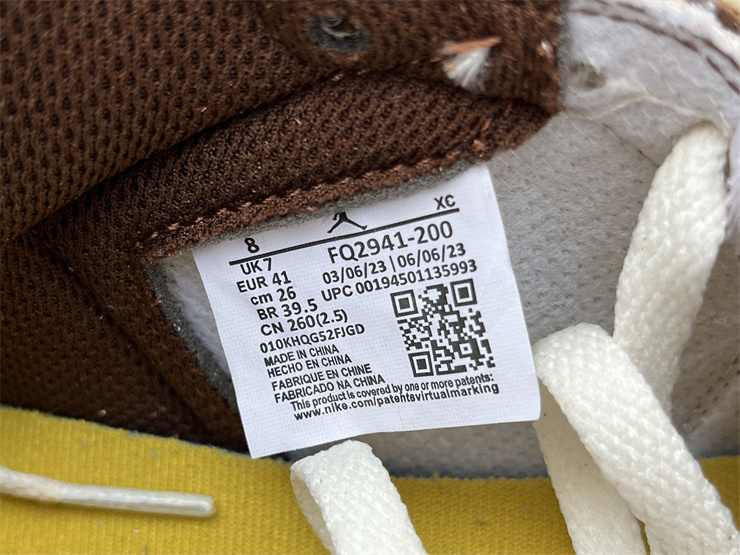 8 XC
UK 7 FQ2941-200
EUR 41 03/06/23 | 06/06/23
cm 26 UPC 00194501135993
BR 39.5
CN 260(2.5)
010KHQG52FJGD
MADE IN CHINA
HECHO EN CHINA
FABRIQUE EN CHINE
FABRICADO NA CHINA
This product is covered by one or more patents:
www.nike.com/patentsvirtualmarking